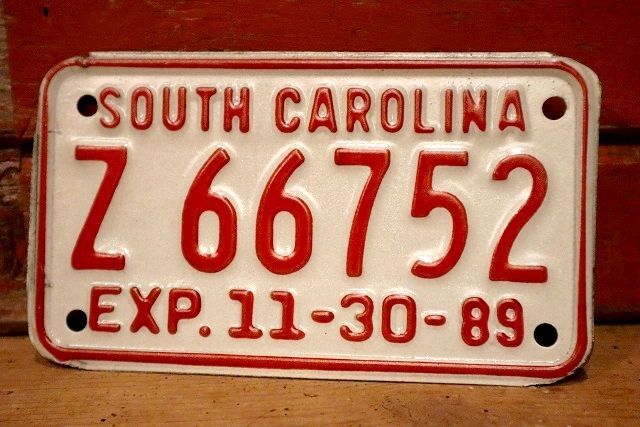 SOUTH CAROLINA
Z 66752
EXP. 11-30-89